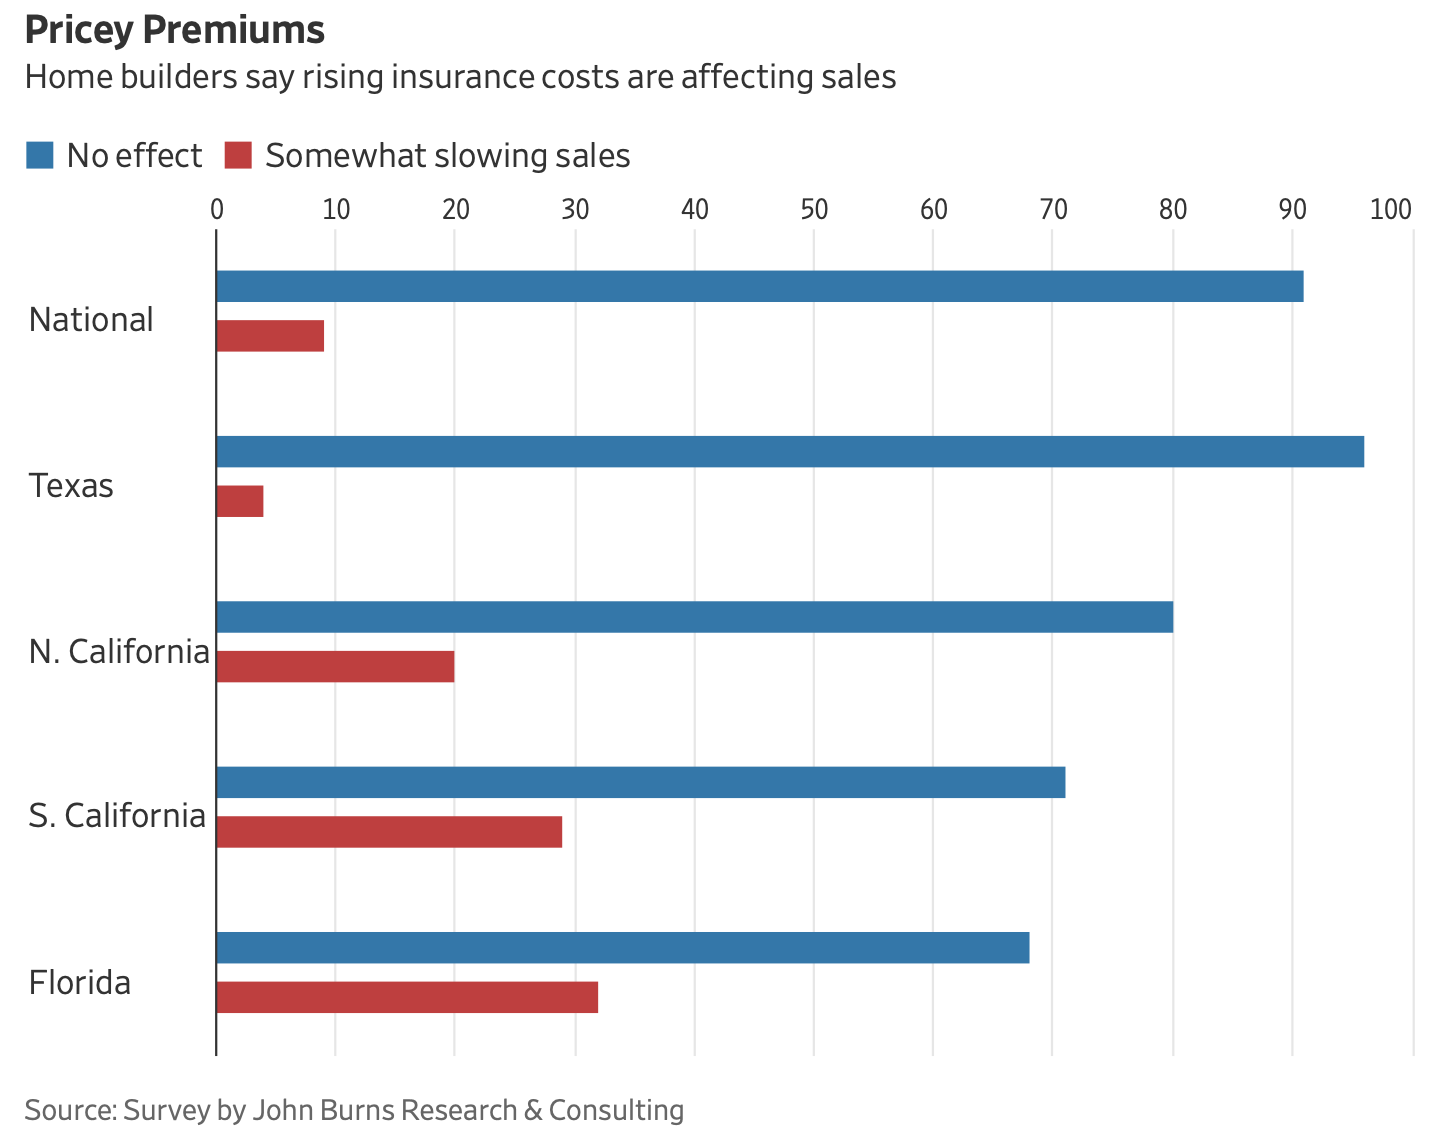 Pricey Premiums
Home builders say rising insurance costs are affecting sales
No effect Somewhat slowing sales
0 10 20 30 40 50 60 70 80 90 100
National
Texas
N. California
S. California
Florida
Source: Survey by John Burns Research & Consulting